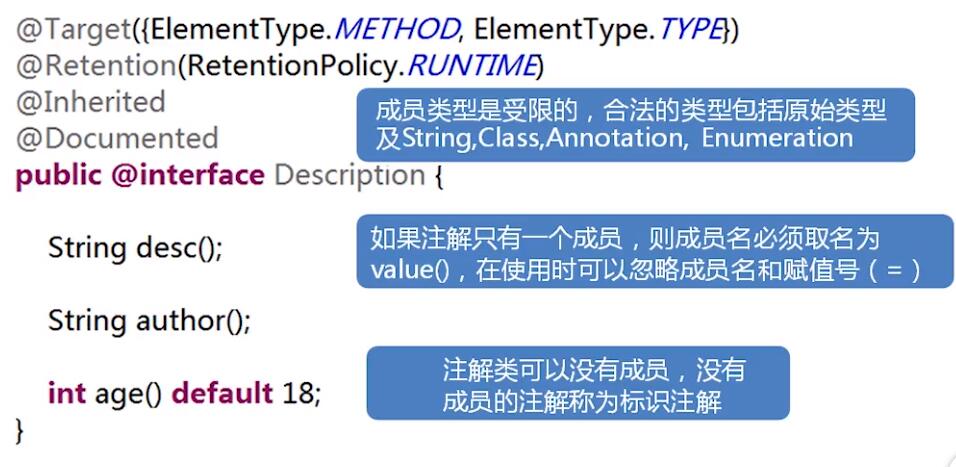 @Target({ElementType.METHOD, ElementType.TYPE})
@Retention(RetentionPolicy.RUNTIME)
@Inherited
成员类型是受限的，合法的类型包括原始类型
及String,Class,Annotation, Enumeration
@Documented
public @interface Description {
如果注解只有一个成员，则成员名必须取名为
value()，在使用时可以忽略成员名和赋值号（=）
String desc();
String author();
注解类可以没有成员，没有
成员的注解称为标识注解
int age() default 18;
}